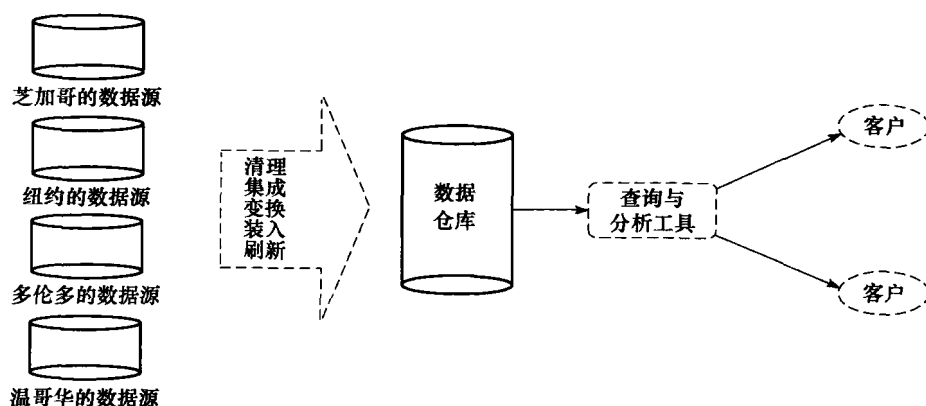 芝加哥的数据源
纽约的数据源
多伦多的数据源
温哥华的数据源
清理
集成
变换
装入
刷新
数据
仓库
查询与
分析工具
客户
客户